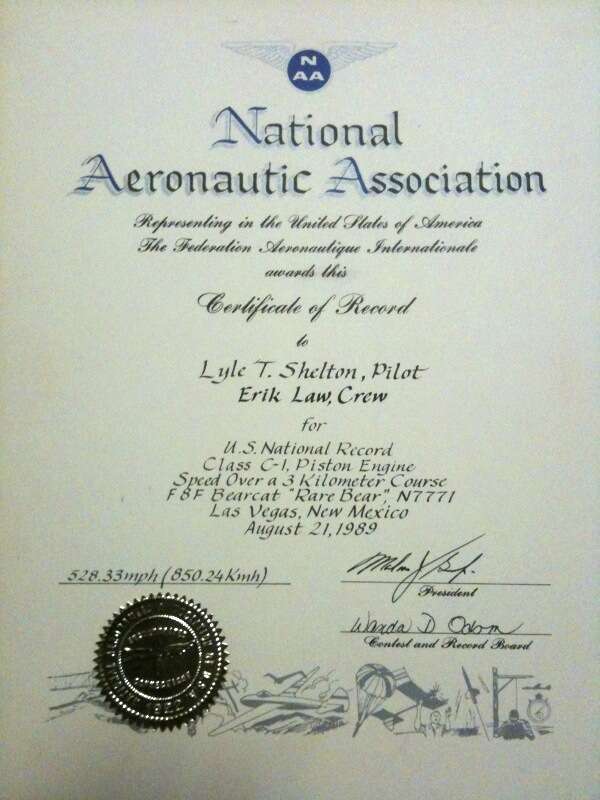 N
AA
National
Aeronautic Association
Representing in the United States of America
The Federation Aeronautique Internationale
awards this
Certificate of Record
to
Lyle T. Shelton, Pilot
Erik Law, Crew
for
U.S. National Record
Class C-1, Piston Engine
Speed Over a 3 Kilometer Course
F8F Bearcat "Rare Bear", N7771
Las Vegas, New Mexico
August 21, 1989
528.33mph (850.24Kmh)
President
Wanda D Odom
Contest and Record Board